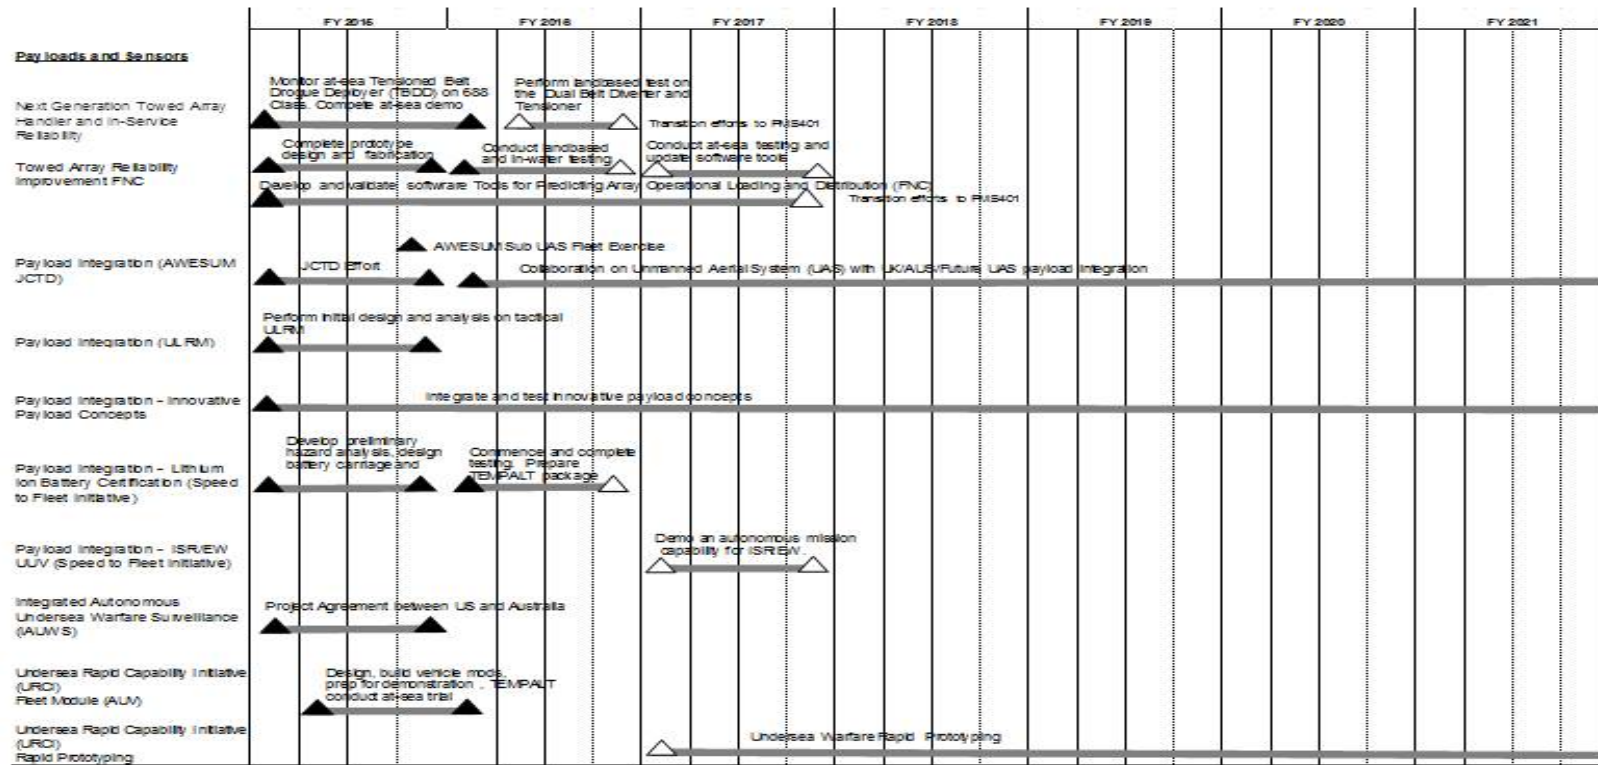 FY 2015 FY 2016 FY 2017 FY 2018 FY 2019 FY 2020 FY 2021
Payloads and Sensors
Next Generation Towed Array
Handler and In-Service
Reliability
Monitor at-sea Tensioned Belt
Drogue Deployer (TBDD) on 688
Class. Compete at-sea demo
Perform landbased test on
the Dual Belt Diverter and
Tensioner
Transition efforts to PMS401
Towed Array Reliability
Improvement FNC
Complete prototype
design and fabrication
Conduct landbased
and in-water testing
Conduct at-sea testing and
update software tools
Develop and validate software Tools for Predicting Array Operational Loading and Distribution (FNC)
Transition efforts to PMS401
Payload Integration (AWESUM
JCTD)
AWESUM Sub UAS Fleet Exercise
JCTD Effort
Collaboration on Unmanned Aerial System (UAS) with UK/AUS/Future UAS payload integration
Payload Integration (ULRM)
Perform initial design and analysis on tactical
ULRM
Payload Integration - Innovative
Payload Concepts
Integrate and test innovative payload concepts
Payload Integration – Lithium
Ion Battery Certification (Speed
to Fleet Initiative)
Develop preliminary
hazard analysis, design
battery carriage and
Commence and complete
testing. Prepare
TEMPALT package
Payload Integration – ISR/EW
UUV (Speed to Fleet Initiative)
Demo an autonomous mission
capability for ISR/EW.
Integrated Autonomous
Undersea Warfare Surveillance
(IAUWS)
Project Agreement between US and Australia
Undersea Rapid Capability Initiative
(URCI)
Fleet Module (AUV)
Design, build vehicle mods,
prep for demonstration , TEMPALT
conduct at-sea trial
Undersea Rapid Capability Initiative
(URCI)
Rapid Prototyping
Undersea Warfare Rapid Prototyping